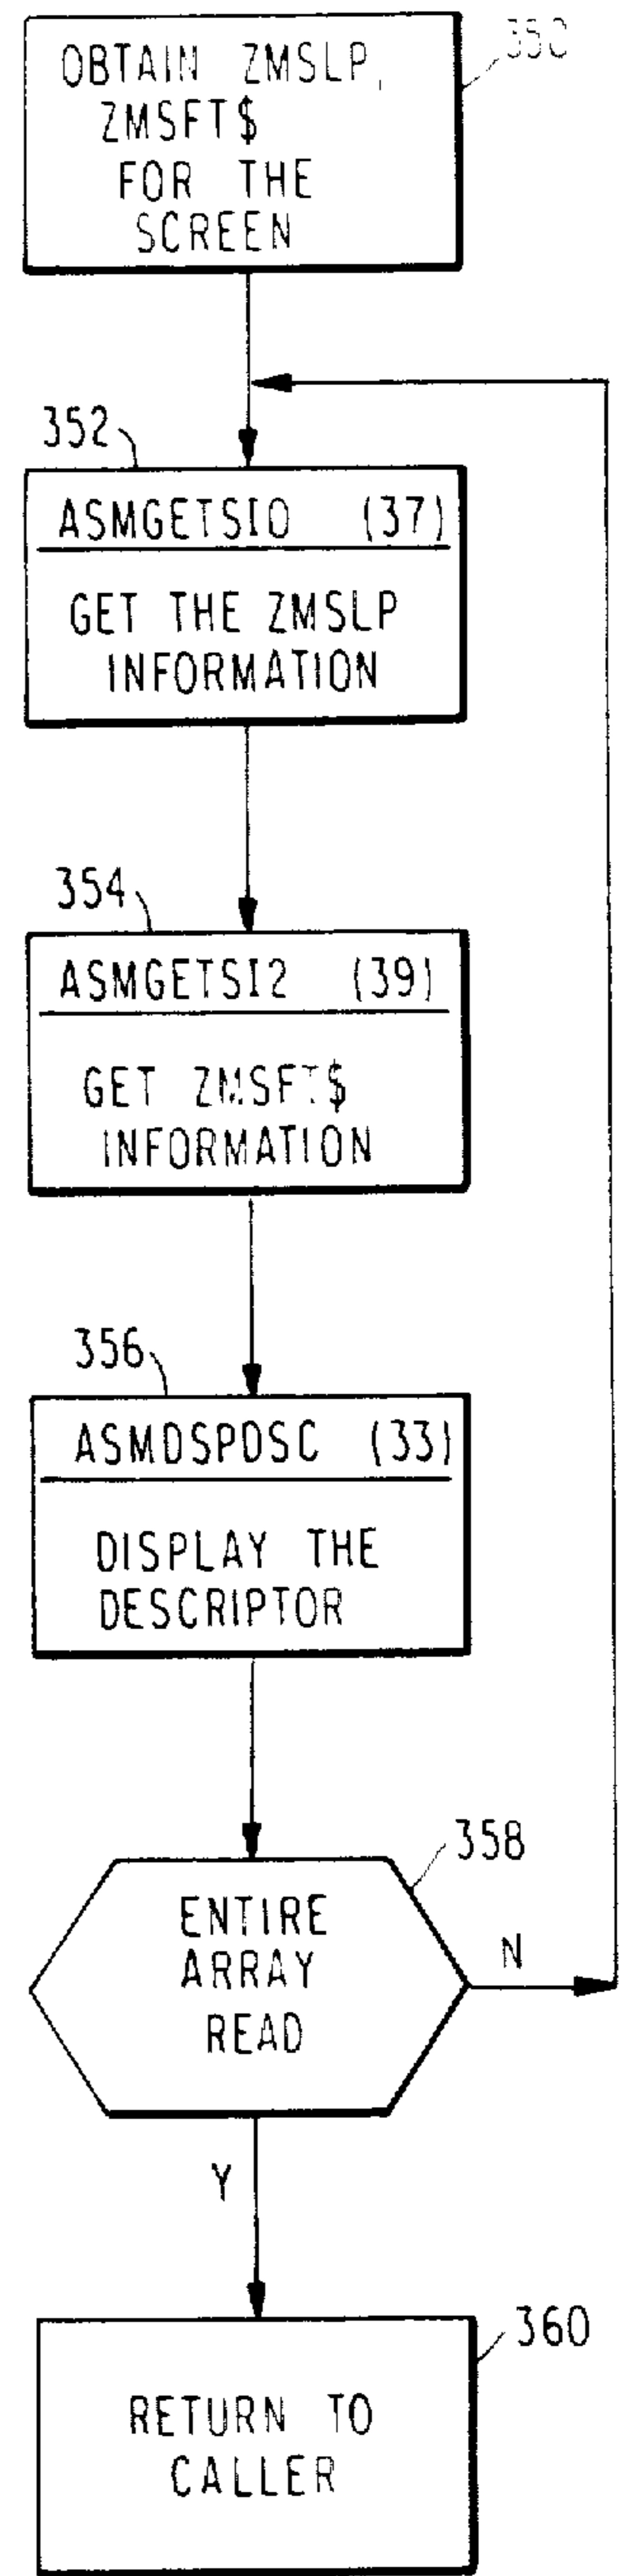 350
OBTAIN ZMSLP,
ZMSFT$
FOR THE
SCREEN
352
ASMGETSI0 (37)
GET THE ZMSLP
INFORMATION
354
ASMGETSI2 (39)
GET ZMSFT$
INFORMATION
356
ASMDSPDSC (33)
DISPLAY THE
DESCRIPTOR
358
ENTIRE
ARRAY
READ
N
Y
360
RETURN TO
CALLER